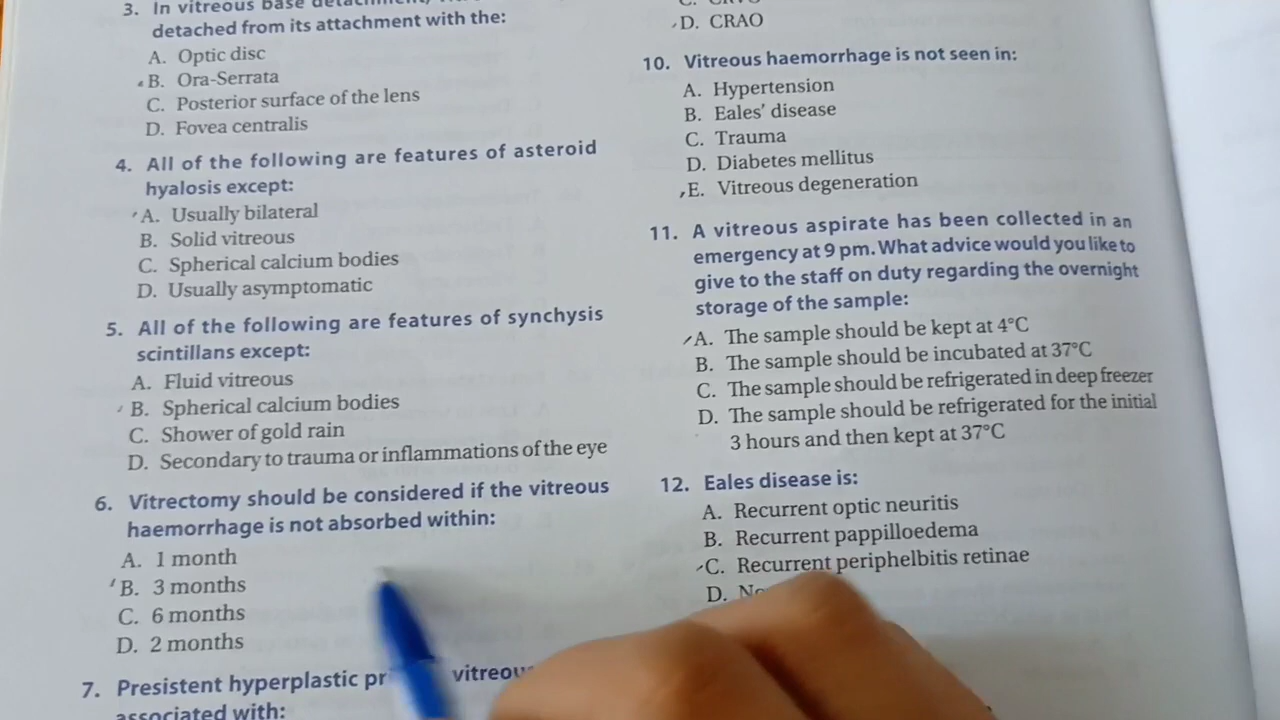 3. In vitreous base
detached from its attachment with the:
A. Optic disc
B. Ora-Serrata
C. Posterior surface of the lens
D. Fovea centralis
4. All of the following are features of asteroid
hyalosis except:
A. Usually bilateral
B. Solid vitreous
C. Spherical calcium bodies
D. Usually asymptomatic
5. All of the following are features of synchysis
scintillans except:
A. Fluid vitreous
B. Spherical calcium bodies
C. Shower of gold rain
D. Secondary to trauma or inflammations of the eye
6. Vitrectomy should be considered if the vitreous
haemorrhage is not absorbed within:
A. 1 month
B. 3 months
C. 6 months
D. 2 months
7. Presistent hyperplastic vitreous
associated with:
D. CRAO
10. Vitreous haemorrhage is not seen in:
A. Hypertension
B. Eales' disease
C. Trauma
D. Diabetes mellitus
E. Vitreous degeneration
11. A vitreous aspirate has been collected in an
emergency at 9 pm. What advice would you like to
give to the staff on duty regarding the overnight
storage of the sample:
A. The sample should be kept at 4°C
B. The sample should be incubated at 37°C
C. The sample should be refrigerated in deep freezer
D. The sample should be refrigerated for the initial
3 hours and then kept at 37°C
12. Eales disease is:
A. Recurrent optic neuritis
B. Recurrent pappilloedema
C. Recurrent periphelbitis retinae
D.